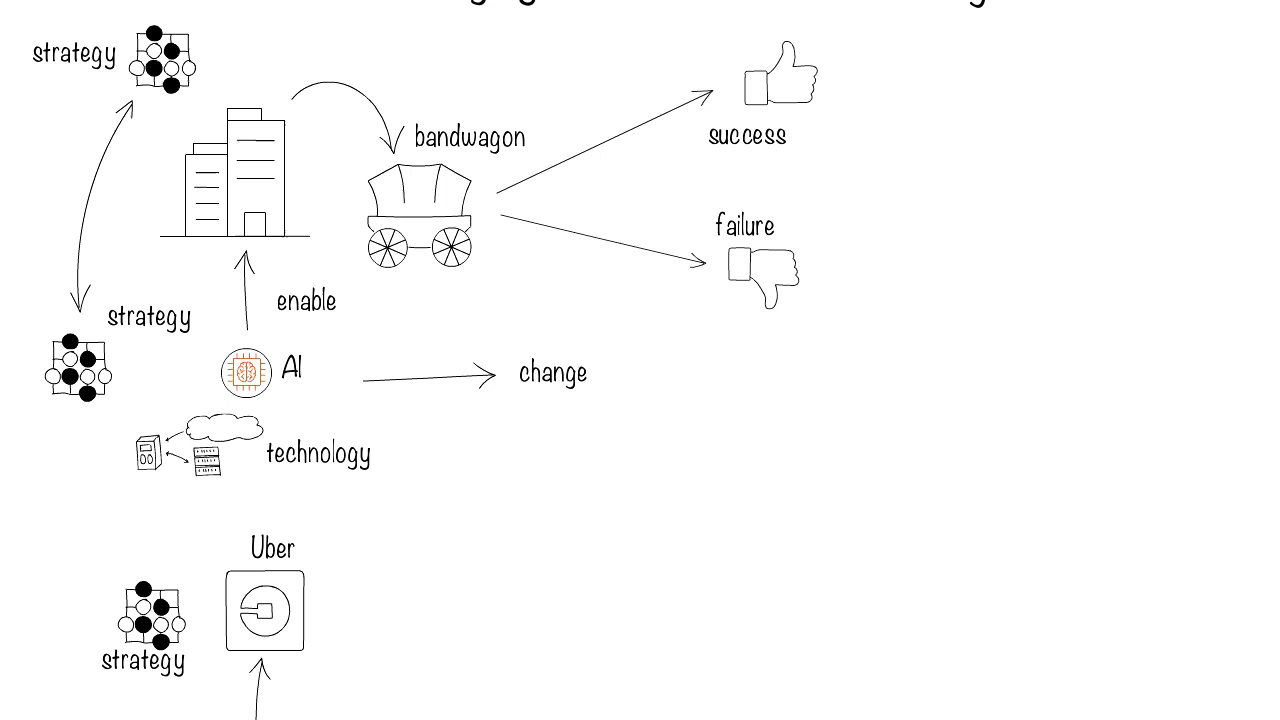 strategy
bandwagon
success
failure
enable
strategy
AI
change
technology
Uber
strategy